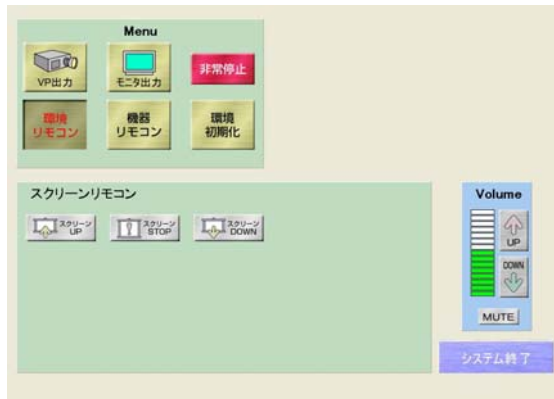 Menu
VP出力
モニタ出力
非常停止
環境
リモコン
機器
リモコン
環境
初期化
スクリーンリモコン
スクリーン
UP
スクリーン
STOP
スクリーン
DOWN
Volume
UP
DOWN
MUTE
システム終了